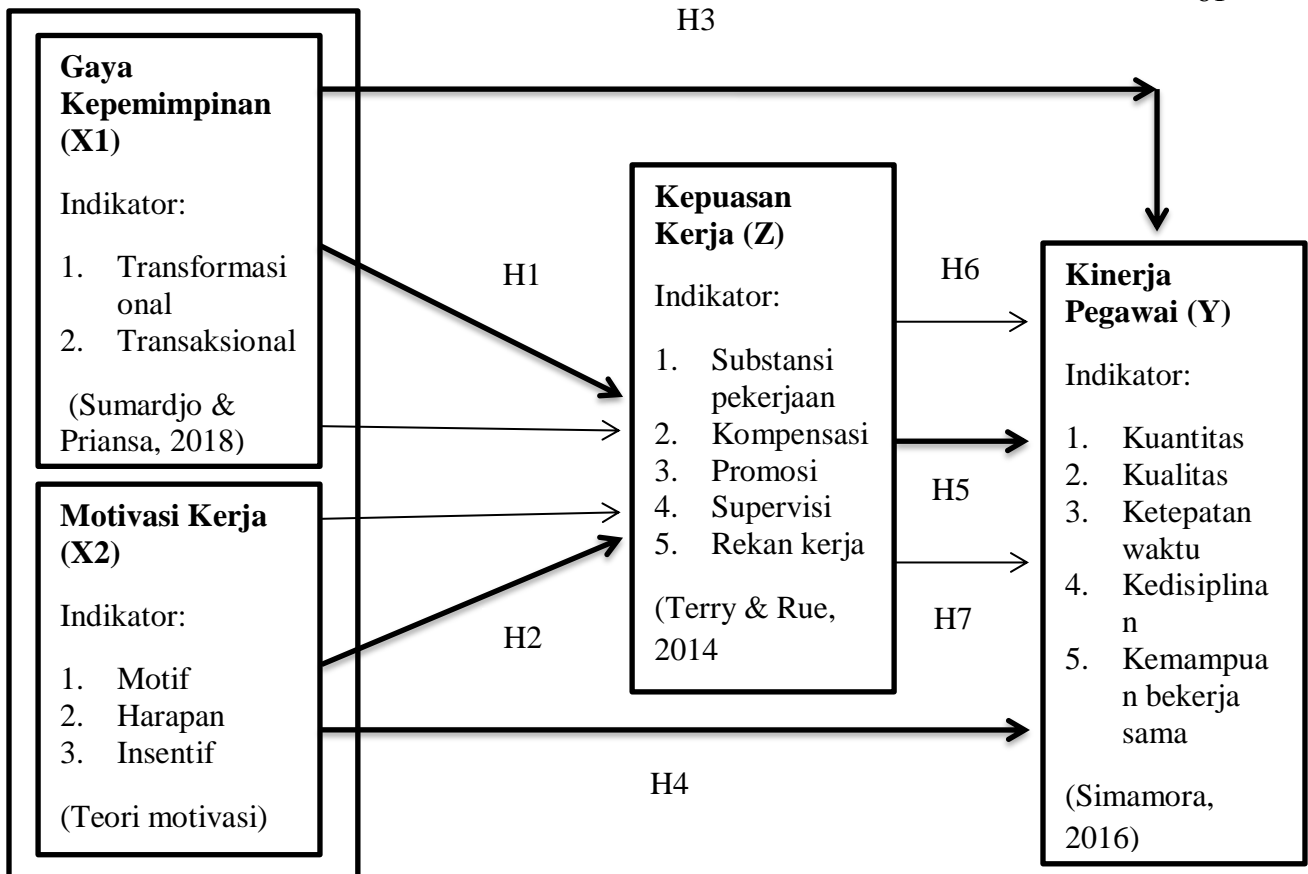 H3
Gaya
Kepemimpinan
(X1)
Indikator:
1. Transformasi
onal
2. Transaksional
(Sumardjo &
Priansa, 2018)
Motivasi Kerja
(X2)
Indikator:
1. Motif
2. Harapan
3. Insentif
(Teori motivasi)
H1
H2
Kepuasan
Kerja (Z)
Indikator:
1. Substansi
pekerjaan
2. Kompensasi
3. Promosi
4. Supervisi
5. Rekan kerja
(Terry & Rue,
2014
H6
H5
H7
H4
Kinerja
Pegawai (Y)
Indikator:
1. Kuantitas
2. Kualitas
3. Ketepatan
waktu
4. Kedisiplina
n
5. Kemampua
n bekerja
sama
(Simamora,
2016)